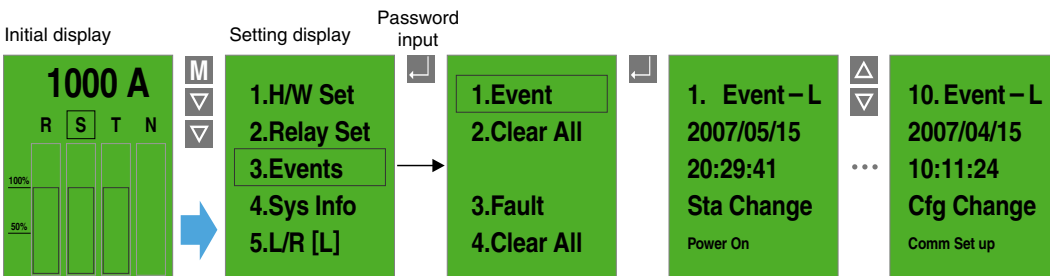 Initial display
1000 A
R S T N
100%
50%
M
Setting display
1.H/W Set
2.Relay Set
3.Events
4.Sys Info
5.L/R [L]
Password
input
1.Event
2.Clear All
3.Fault
4.Clear All
1. Event–L
2007/05/15
20:29:41
Sta Change
Power On
...
10. Event–L
2007/04/15
10:11:24
Cfg Change
Comm Set up